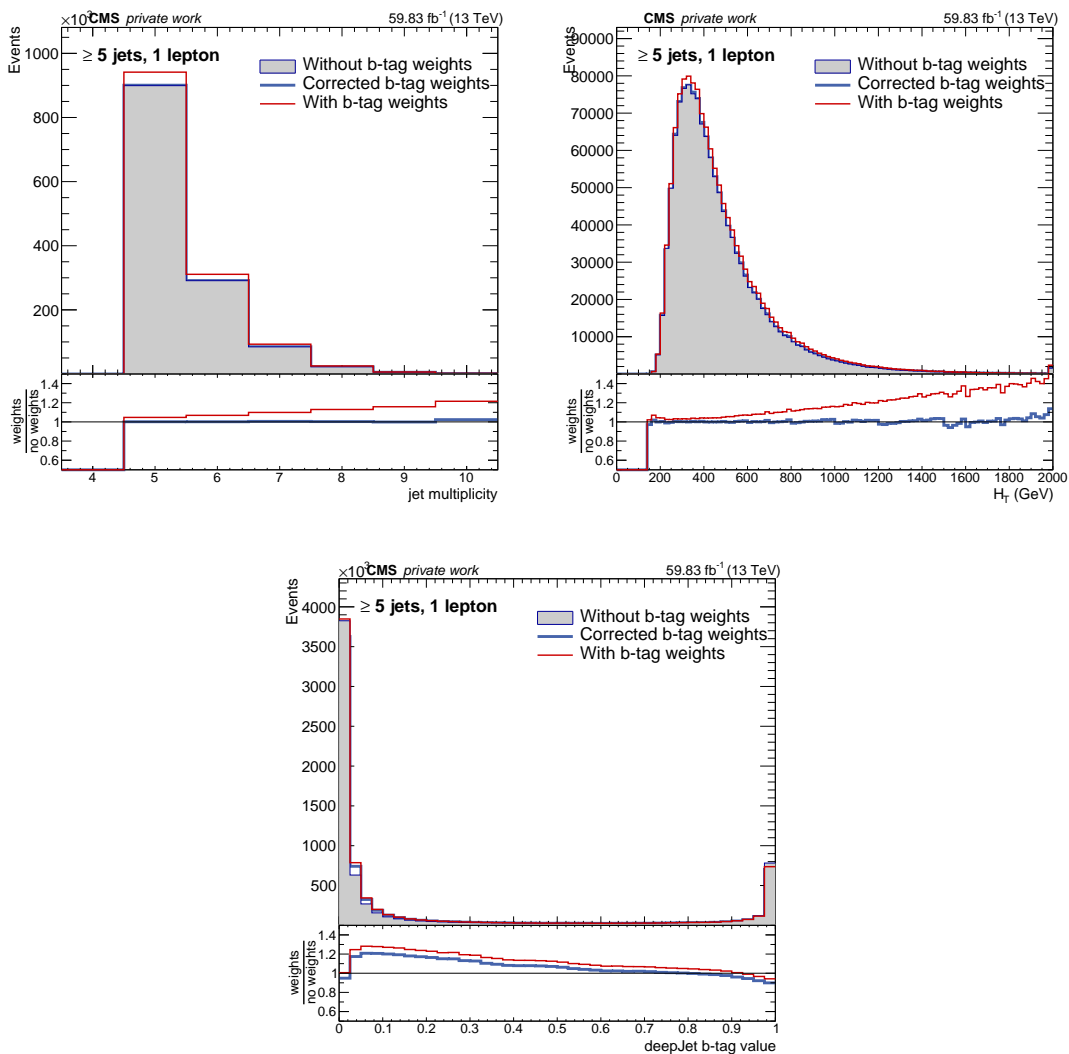 ×10³ CMS private work 59.83 fb⁻¹ (13 TeV)
Events
≥ 5 jets, 1 lepton
Without b-tag weights
Corrected b-tag weights
With b-tag weights
1000
800
600
400
200
weights
no weights
1.4
1.2
1
0.8
0.6
4 5 6 7 8 9 10
jet multiplicity
CMS private work 59.83 fb⁻¹ (13 TeV)
Events
≥ 5 jets, 1 lepton
Without b-tag weights
Corrected b-tag weights
With b-tag weights
90000
80000
70000
60000
50000
40000
30000
20000
10000
weights
no weights
1.4
1.2
1
0.8
0.6
0 200 400 600 800 1000 1200 1400 1600 1800 2000
H_T (GeV)
×10³ CMS private work 59.83 fb⁻¹ (13 TeV)
Events
≥ 5 jets, 1 lepton
Without b-tag weights
Corrected b-tag weights
With b-tag weights
4000
3500
3000
2500
2000
1500
1000
500
weights
no weights
1.4
1.2
1
0.8
0.6
0 0.1 0.2 0.3 0.4 0.5 0.6 0.7 0.8 0.9 1
deepJet b-tag value